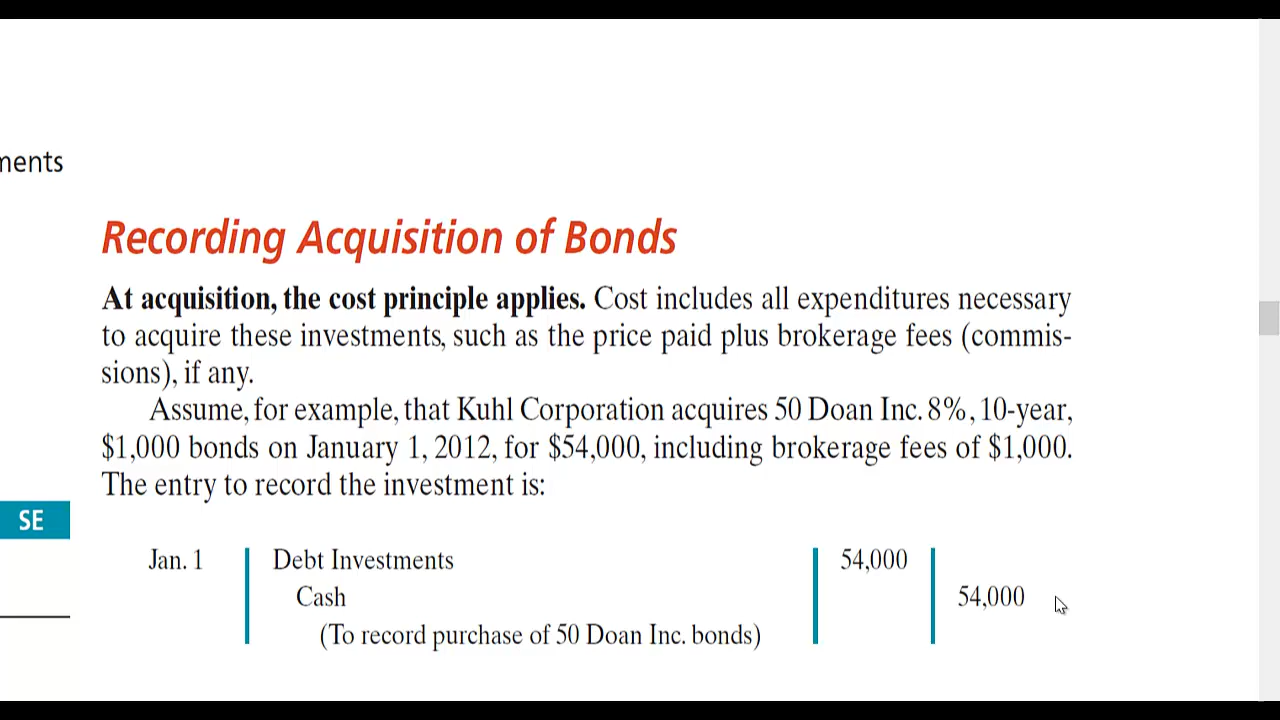 ments
Recording Acquisition of Bonds
At acquisition, the cost principle applies. Cost includes all expenditures necessary
to acquire these investments, such as the price paid plus brokerage fees (commis-
sions), if any.
Assume, for example, that Kuhl Corporation acquires 50 Doan Inc. 8%, 10-year,
$1,000 bonds on January 1, 2012, for $54,000, including brokerage fees of $1,000.
The entry to record the investment is:
SE
Jan. 1 Debt Investments 54,000
Cash 54,000
(To record purchase of 50 Doan Inc. bonds)